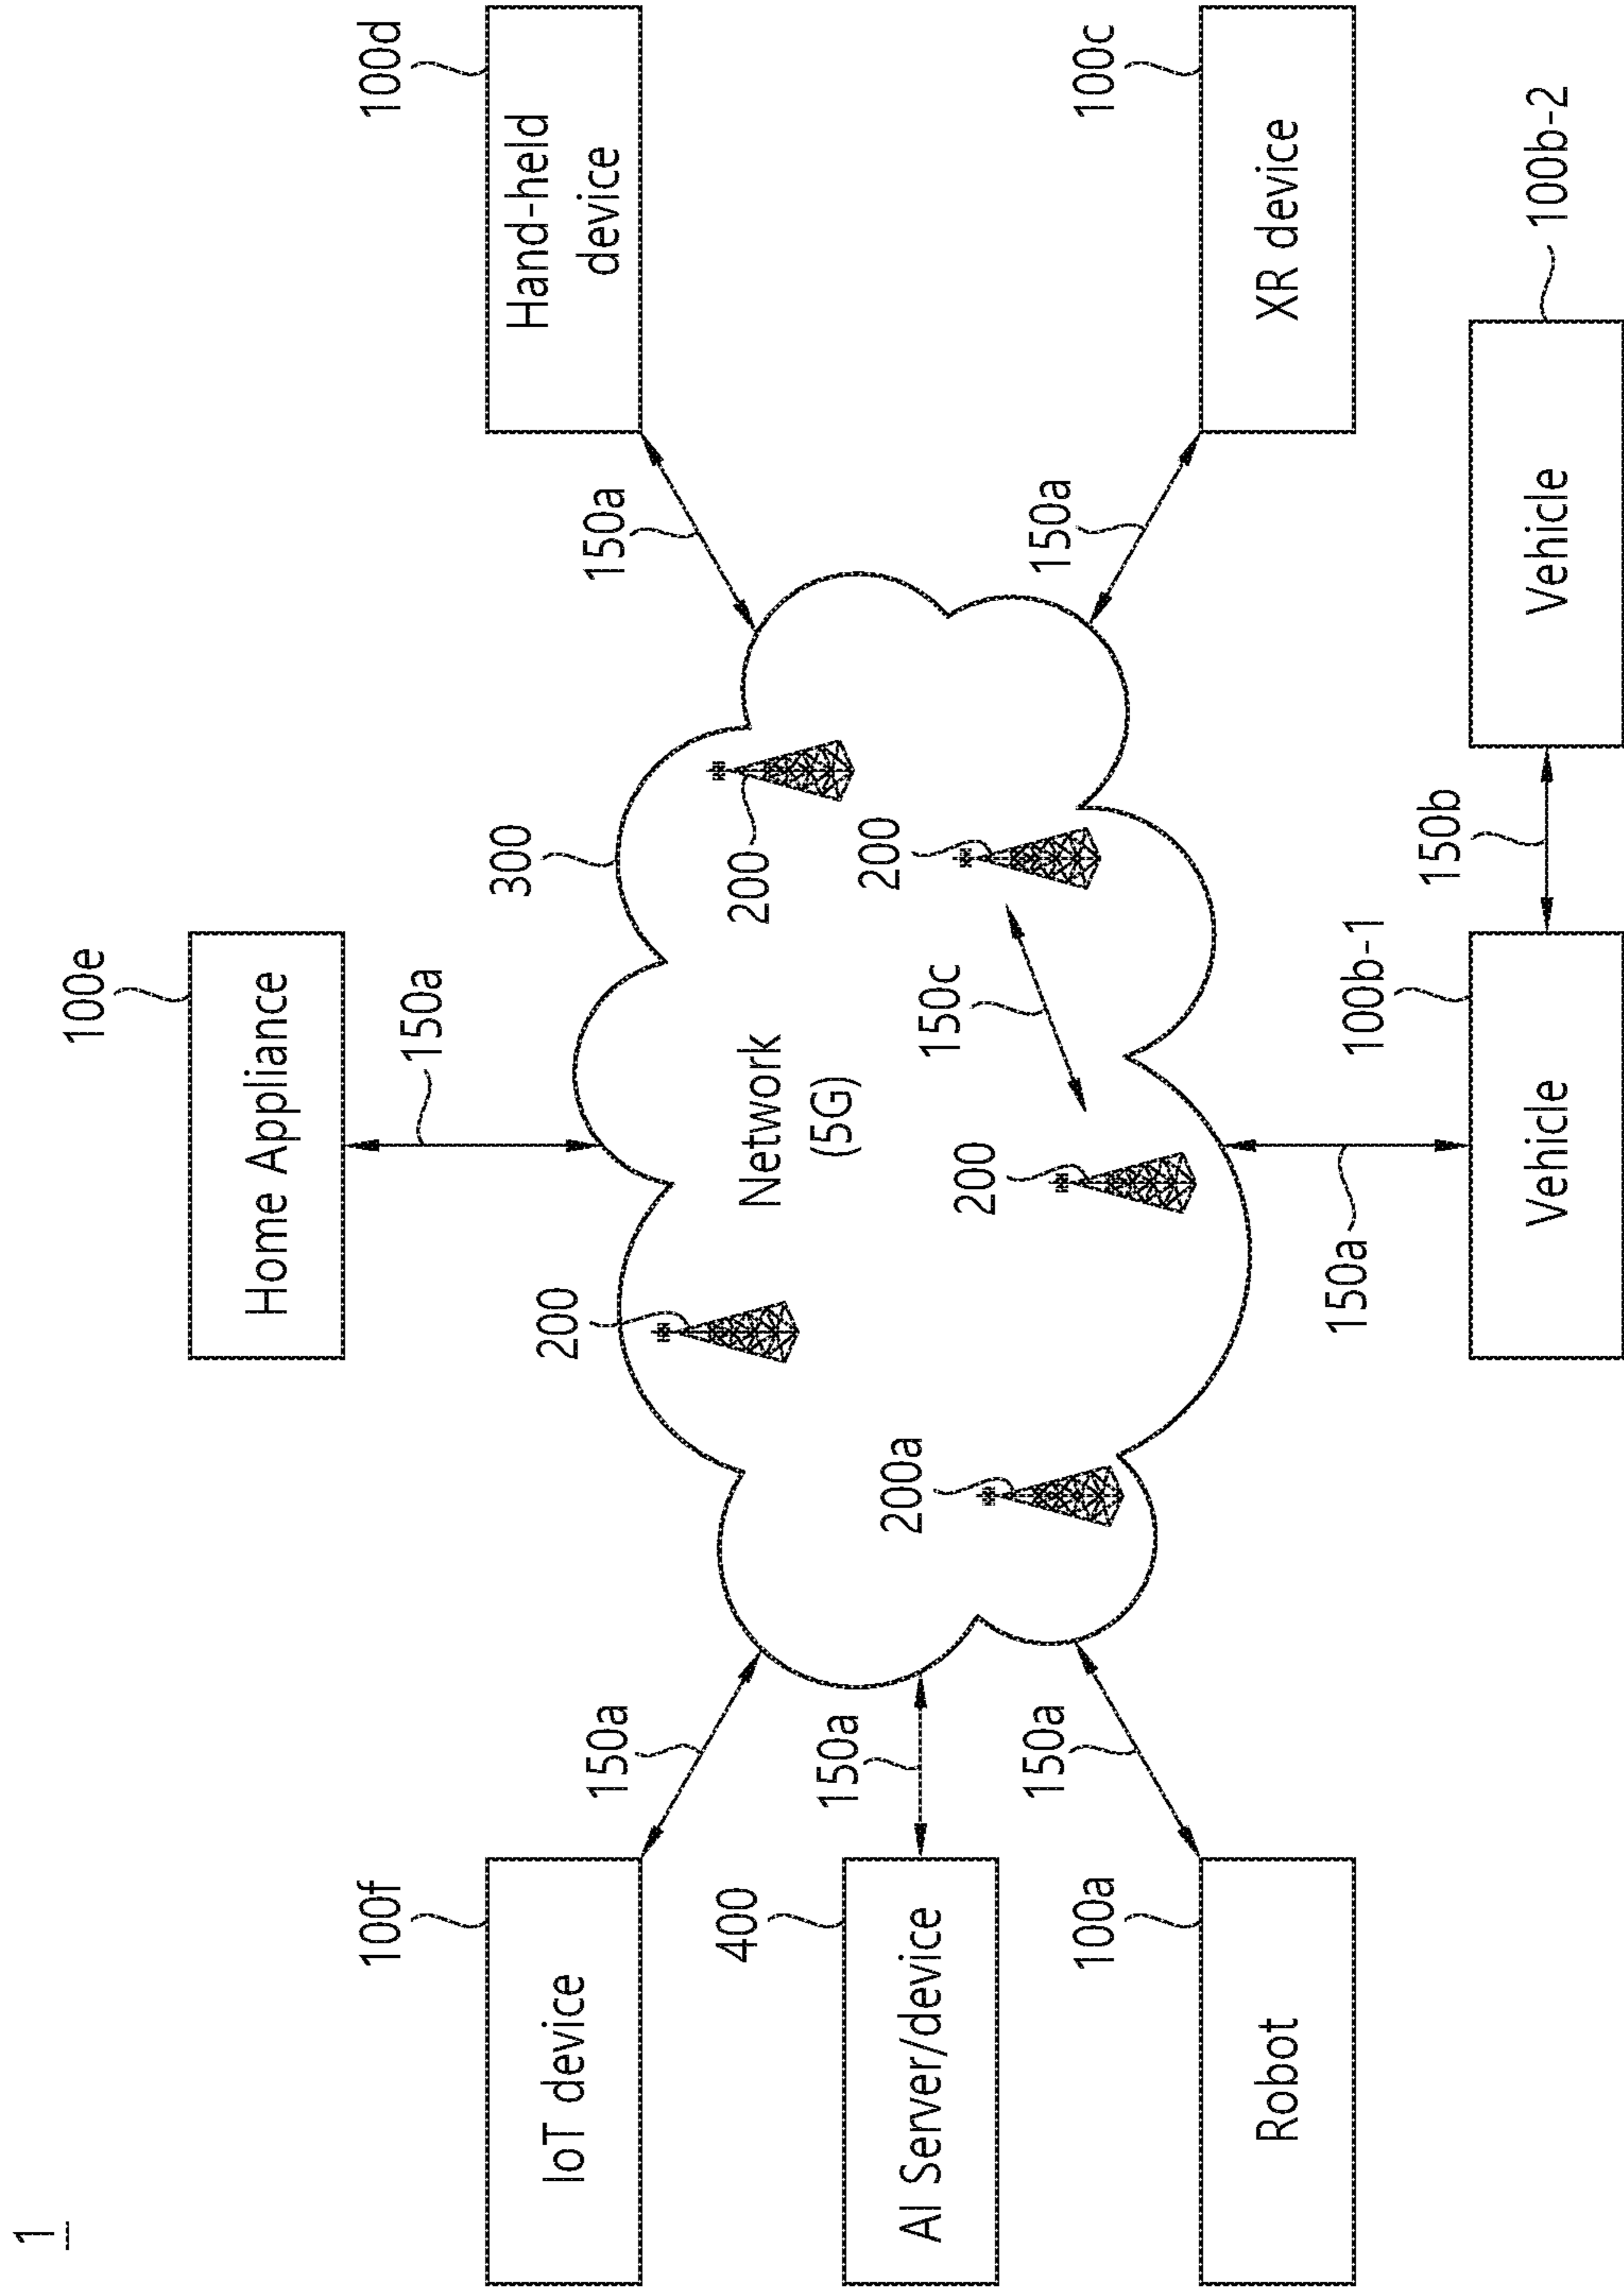 1
100e
Home Appliance
150a
100f
IoT device
150a
300
100d
Hand-held
device
150a
200
200
Network
(5G)
400
AI Server/device
150a
200a
200
150c
200
100a
Robot
150a
150a
100c
XR device
150a
100b-1
Vehicle
150b
Vehicle
100b-2